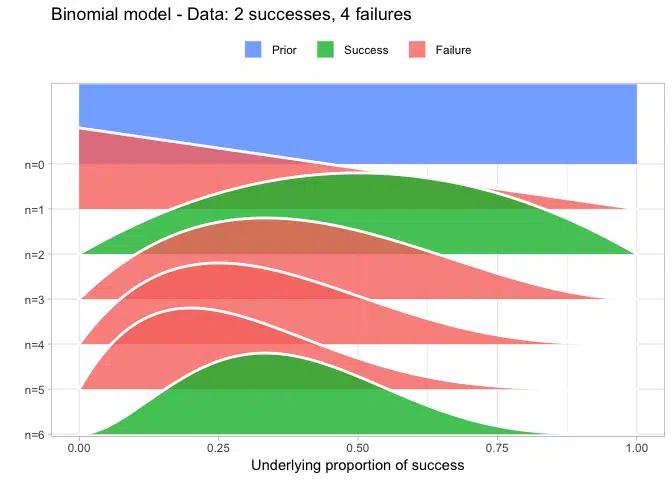 Binomial model - Data: 2 successes, 4 failures
Prior Success Failure
n=0
n=1
n=2
n=3
n=4
n=5
n=6
0.00 0.25 0.50 0.75 1.00
Underlying proportion of success